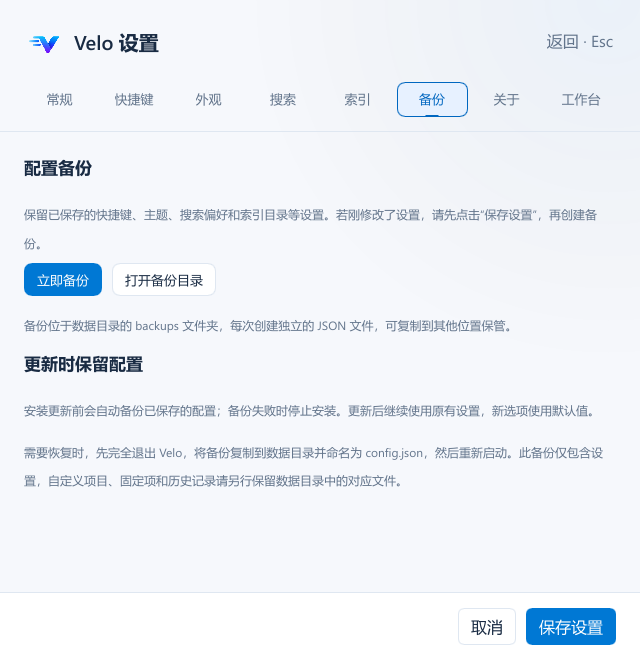 Velo 设置
返回 · Esc
常规 快捷键 外观 搜索 索引 备份 关于 工作台
配置备份
保留已保存的快捷键、主题、搜索偏好和索引目录等设置。若刚修改了设置，请先点击“保存设置”，再创建备
份。
立即备份 打开备份目录
备份位于数据目录的 backups 文件夹，每次创建独立的 JSON 文件，可复制到其他位置保管。
更新时保留配置
安装更新前会自动备份已保存的配置；备份失败时停止安装。更新后继续使用原有设置，新选项使用默认值。
需要恢复时，先完全退出 Velo，将备份复制到数据目录并命名为 config.json，然后重新启动。此备份仅包含设
置，自定义项目、固定项和历史记录请另行保留数据目录中的对应文件。
取消 保存设置